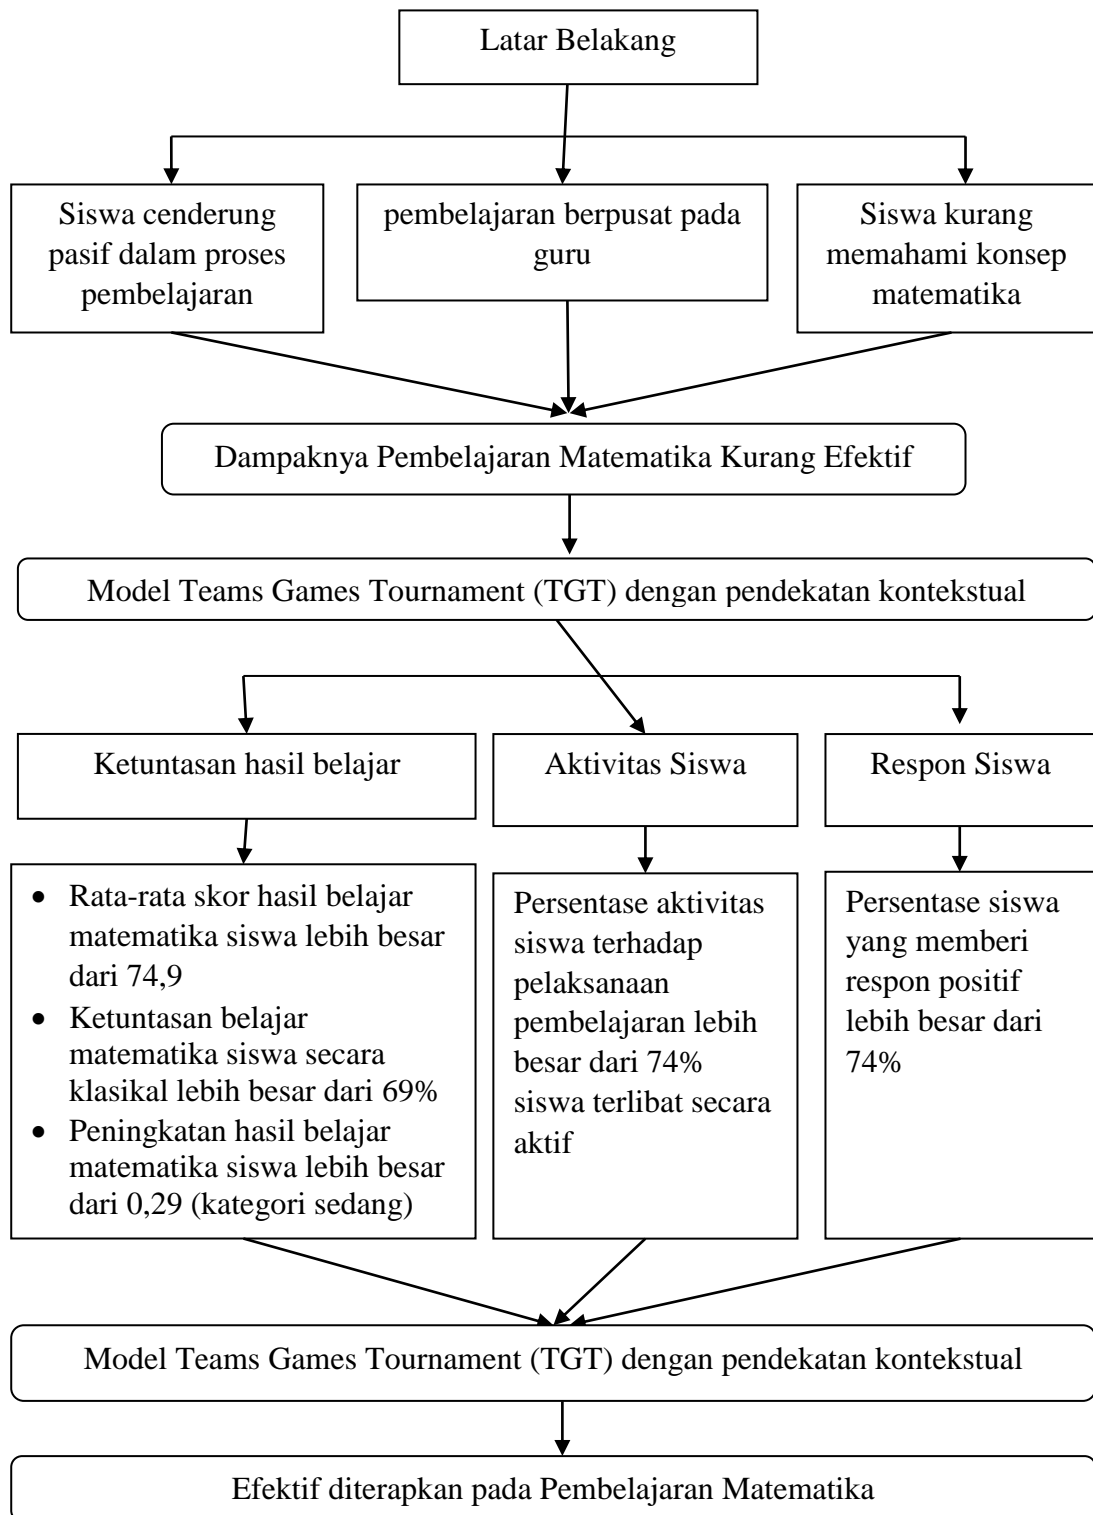 Latar Belakang
Siswa cenderung
pasif dalam proses
pembelajaran
pembelajaran berpusat pada
guru
Siswa kurang
memahami konsep
matematika
Dampaknya Pembelajaran Matematika Kurang Efektif
Model Teams Games Tournament (TGT) dengan pendekatan kontekstual
Ketuntasan hasil belajar
Aktivitas Siswa
Respon Siswa
• Rata-rata skor hasil belajar
matematika siswa lebih besar
dari 74,9
• Ketuntasan belajar
matematika siswa secara
klasikal lebih besar dari 69%
• Peningkatan hasil belajar
matematika siswa lebih besar
dari 0,29 (kategori sedang)
Persentase aktivitas
siswa terhadap
pelaksanaan
pembelajaran lebih
besar dari 74%
siswa terlibat secara
aktif
Persentase siswa
yang memberi
respon positif
lebih besar dari
74%
Model Teams Games Tournament (TGT) dengan pendekatan kontekstual
Efektif diterapkan pada Pembelajaran Matematika